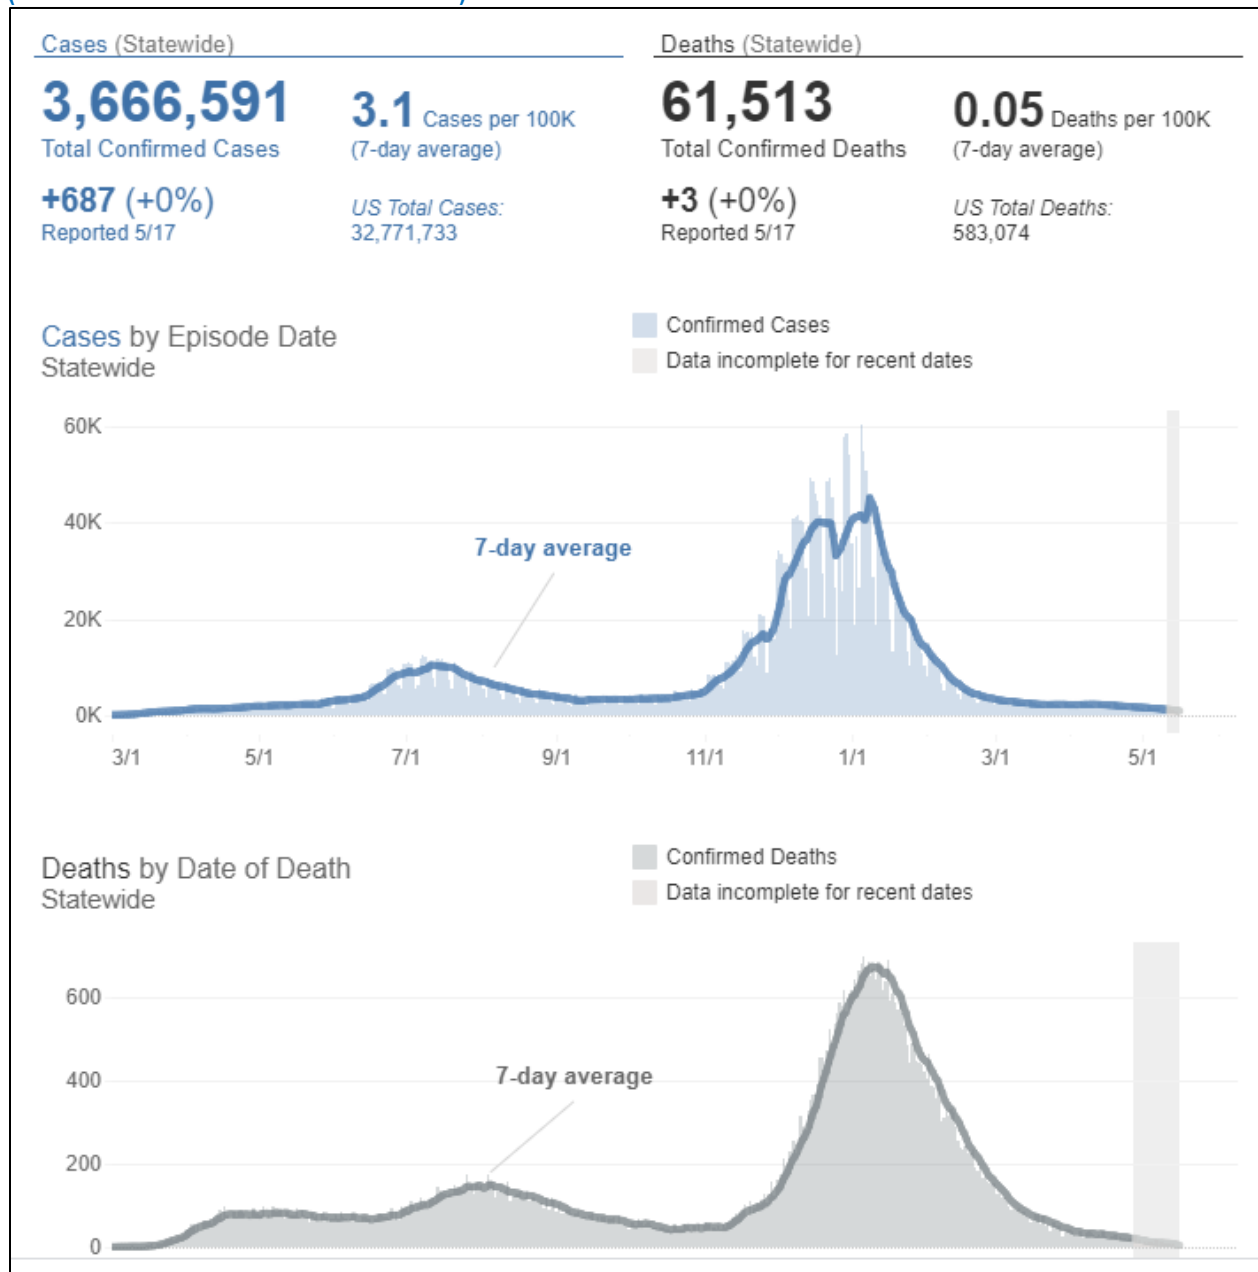 Cases (Statewide)
3,666,591
Total Confirmed Cases
+687 (+0%)
Reported 5/17
3.1 Cases per 100K
(7-day average)
US Total Cases:
32,771,733
Deaths (Statewide)
61,513
Total Confirmed Deaths
+3 (+0%)
Reported 5/17
0.05 Deaths per 100K
(7-day average)
US Total Deaths:
583,074
Cases by Episode Date
Statewide
Confirmed Cases
Data incomplete for recent dates
60K
40K
20K
0K
7-day average
3/1 5/1 7/1 9/1 11/1 1/1 3/1 5/1
Deaths by Date of Death
Statewide
Confirmed Deaths
Data incomplete for recent dates
600
400
200
0
7-day average